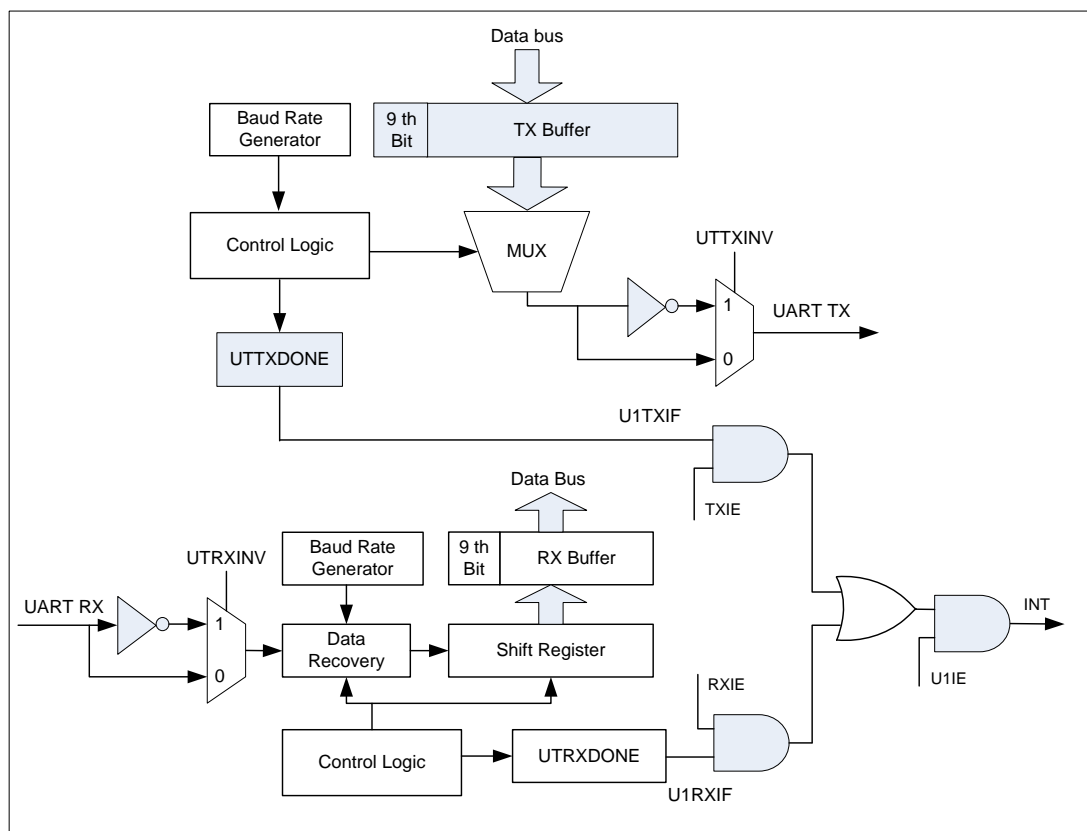 Data bus
Baud Rate
Generator
9 th
Bit
TX Buffer
Control Logic
MUX
UTTXINV
1
0
UART TX
UTTXDONE
U1TXIF
TXIE
Data Bus
9 th
Bit
RX Buffer
Baud Rate
Generator
UTRXINV
UART RX
1
0
Data
Recovery
Shift Register
INT
U1IE
RXIE
Control Logic
UTRXDONE
U1RXIF